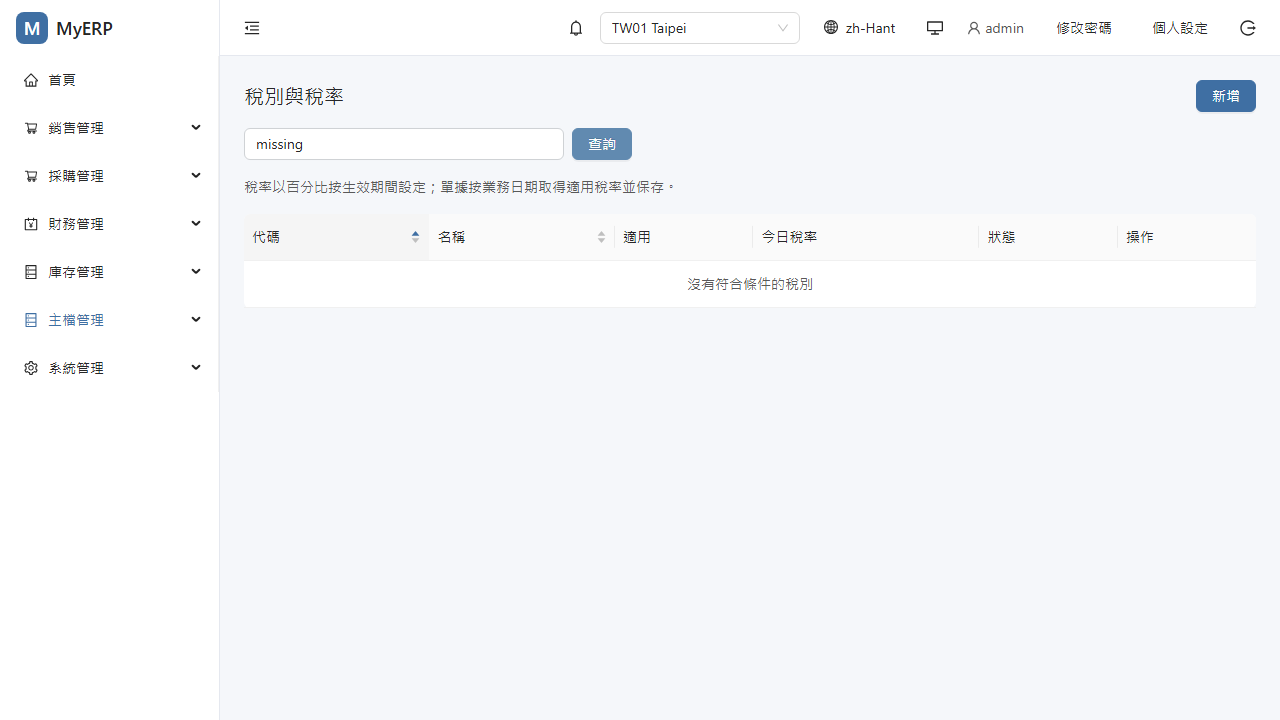 M MyERP
TW01 Taipei
zh-Hant
admin
修改密碼
個人設定
首頁
銷售管理
採購管理
財務管理
庫存管理
主檔管理
系統管理
稅別與稅率
新增
missing
查詢
稅率以百分比按生效期間設定；單據按業務日期取得適用稅率並保存。
代碼 名稱 適用 今日稅率 狀態 操作
沒有符合條件的稅別